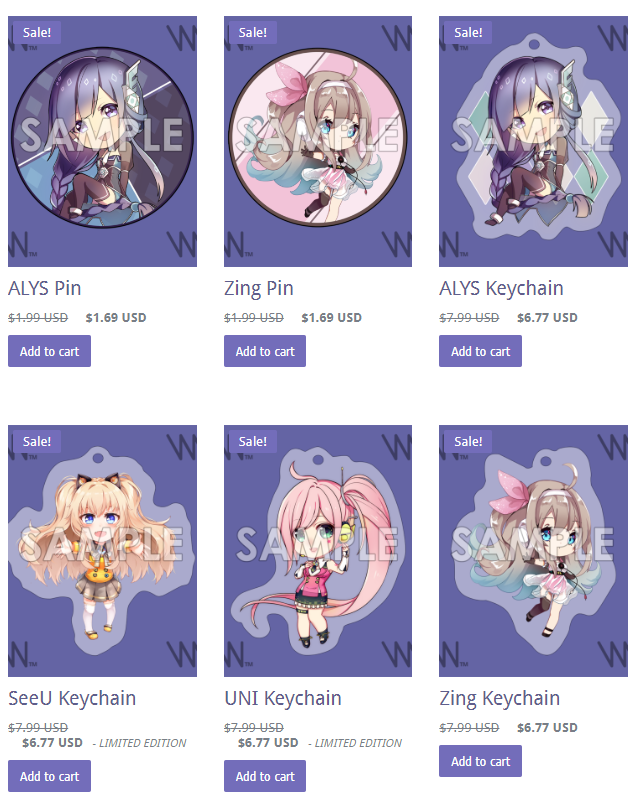 Sale!
Sale!
Sale!
SAMPLE
SAMPLE
SAMPLE
ALYS Pin
Zing Pin
ALYS Keychain
$1.99 USD $1.69 USD
$1.99 USD $1.69 USD
$7.99 USD $6.77 USD
Add to cart
Add to cart
Add to cart
Sale!
Sale!
Sale!
SAMPLE
SAMPLE
SAMPLE
SeeU Keychain
UNI Keychain
Zing Keychain
$7.99 USD
$6.77 USD - LIMITED EDITION
$7.99 USD
$6.77 USD - LIMITED EDITION
$7.99 USD $6.77 USD
Add to cart
Add to cart
Add to cart